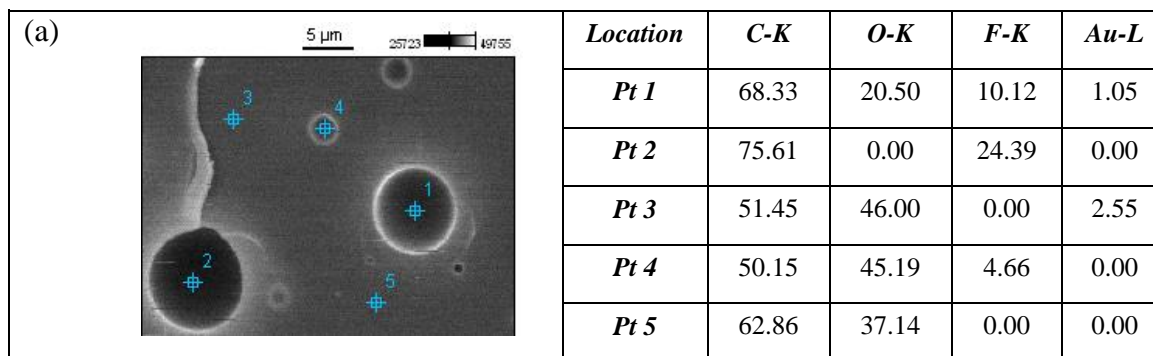 (a)
5 µm
25723 49755
3
4
1
2
5
Location C-K O-K F-K Au-L
Pt 1 68.33 20.50 10.12 1.05
Pt 2 75.61 0.00 24.39 0.00
Pt 3 51.45 46.00 0.00 2.55
Pt 4 50.15 45.19 4.66 0.00
Pt 5 62.86 37.14 0.00 0.00